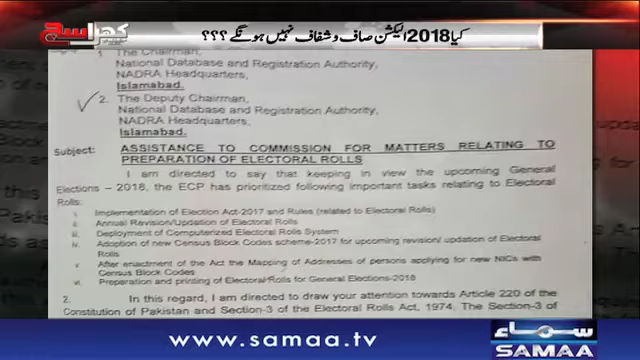 کھرا سچ
کیا 2018 الیکشن صاف و شفاف نہیں ہونگے ؟؟؟
1 The Chairman,
National Database and Registration Authority,
NADRA Headquarters,
Islamabad.
2. The Deputy Chairman,
National Database and Registration Authority,
NADRA Headquarters,
Islamabad.
Subject: ASSISTANCE TO COMMISSION FOR MATTERS RELATING TO
PREPARATION OF ELECTORAL ROLLS
I am directed to say that keeping in view the upcoming General
Elections – 2018, the ECP has prioritized following important tasks relating to Electoral
Rolls:
i. Implementation of Election Act-2017 and Rules (related to Electoral Rolls)
ii. Annual Revision/Updation of Electoral Rolls
iii. Deployment of Computerized Electoral Rolls System
iv. Adoption of new Census Block Codes scheme-2017 for upcoming revision/ updation of Electoral
Rolls
v. After enactment of the Act the Mapping of Addresses of persons applying for new NICs with
Census Block Codes
vi. Preparation and printing of Electoral Rolls for General Elections-2018
2. In this regard, I am directed to draw your attention towards Article 220 of the
Constitution of Pakistan and Section-3 of the Electoral Rolls Act, 1974. The Section-3 of
www.samaa.tv
سماء
SAMAA